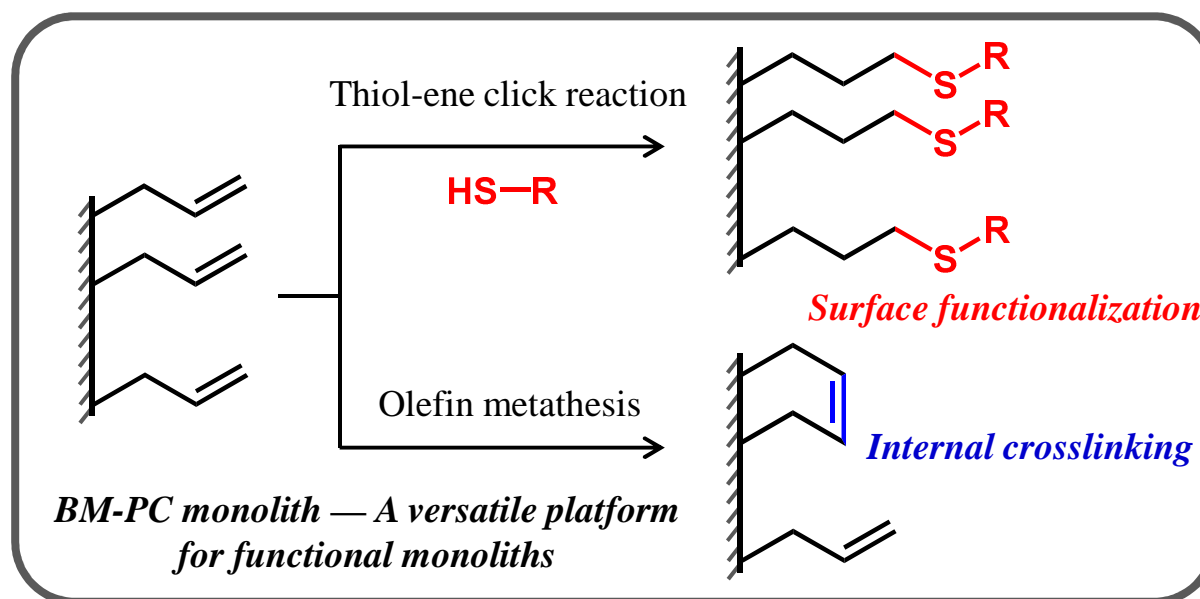 Thiol-ene click reaction
HS—R
S
R
S
R
S
R
Surface functionalization
Olefin metathesis
Internal crosslinking
BM-PC monolith — A versatile platform
for functional monoliths